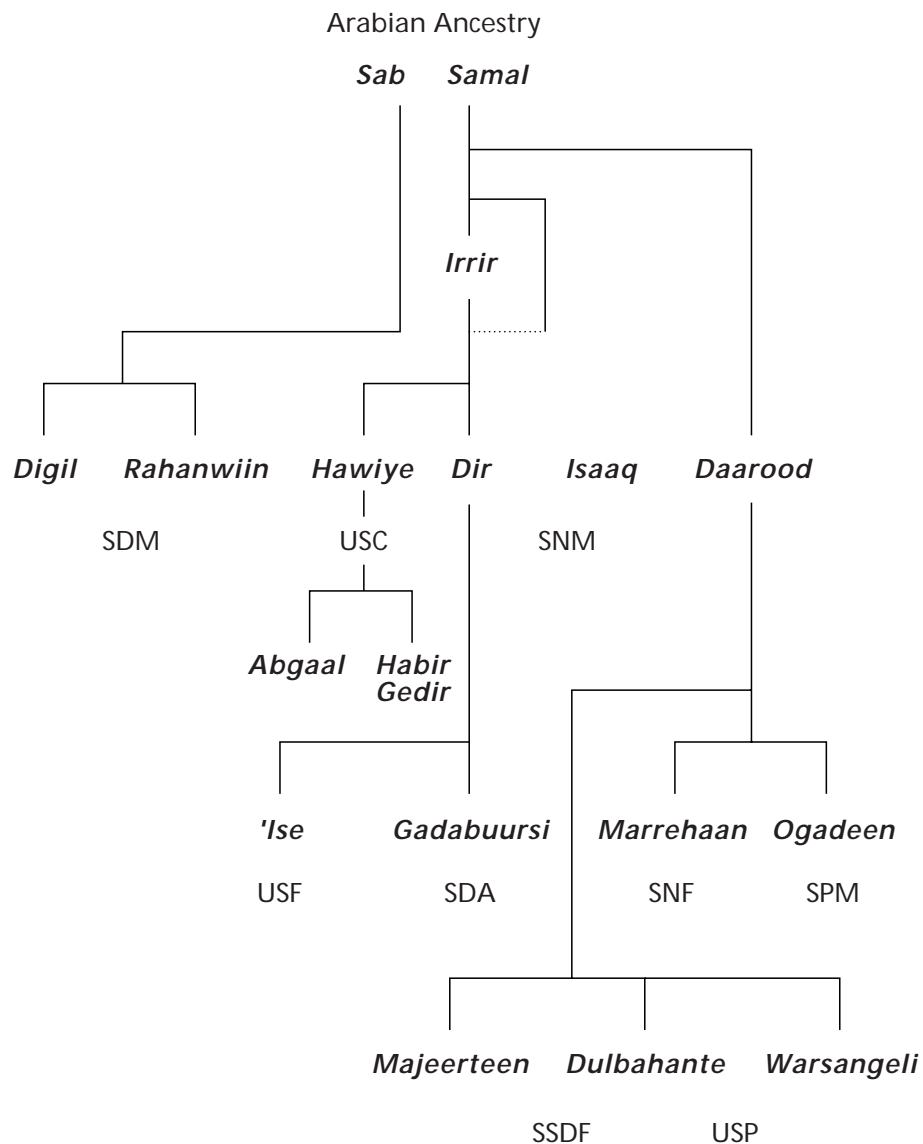 Arabian Ancestry
Sab Samal
Irrir
Digil Rahanwiin Hawiye Dir Isaaq Daarood
SDM USC SNM
Abgaal Habir
Gedir
'Ise Gadabuursi Marrehaan Ogadeen
USF SDA SNF SPM
Majeerteen Dulbahante Warsangeli
SSDF USP